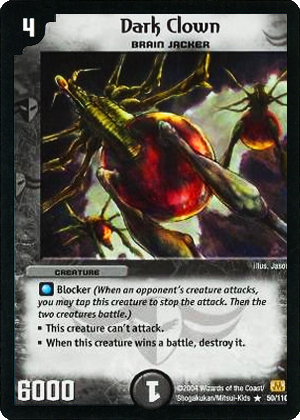 4
Dark Clown
BRAIN JACKER
Illus. Jaso
CREATURE
Blocker (When an opponent's creature attacks,
you may tap this creature to stop the attack. Then the
two creatures battle.)
• This creature can't attack.
• When this creature wins a battle, destroy it.
6000
1
©2004 Wizards of the Coast/
Shogakukan/Mitsui-Kids ★ 50/110